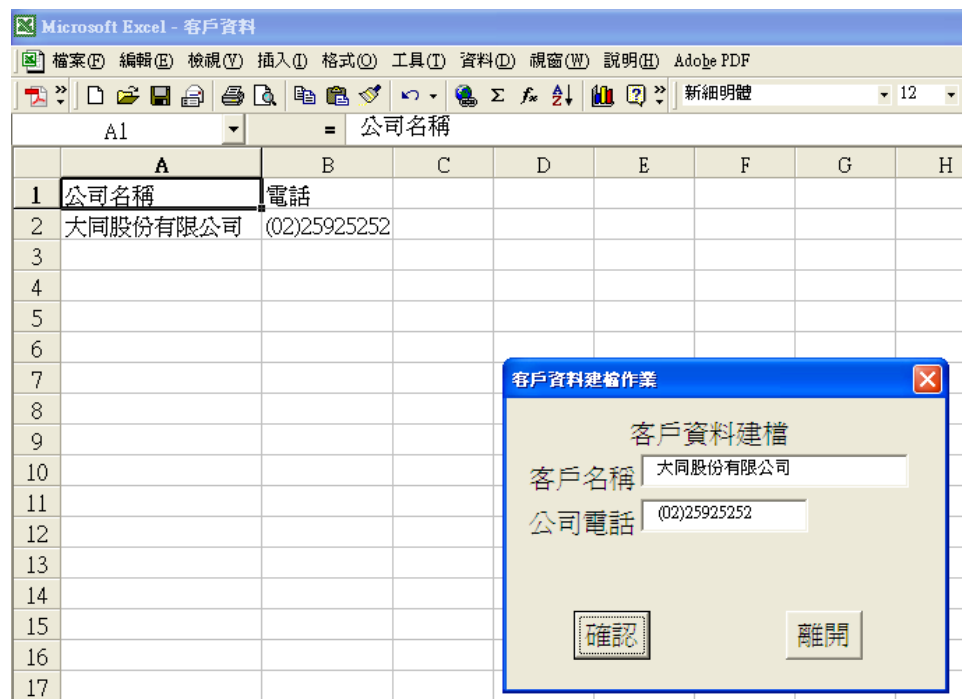 Microsoft Excel - 客戶資料
檔案(F) 編輯(E) 檢視(V) 插入(I) 格式(O) 工具(T) 資料(D) 視窗(W) 說明(H) Adobe PDF
新細明體 12
A1 = 公司名稱
A B C D E F G H
1 公司名稱 電話
2 大同股份有限公司 (02)25925252
3
4
5
6
7
8
9
10
11
12
13
14
15
16
17
客戶資料建檔作業
客戶資料建檔
客戶名稱 大同股份有限公司
公司電話 (02)25925252
確認 離開